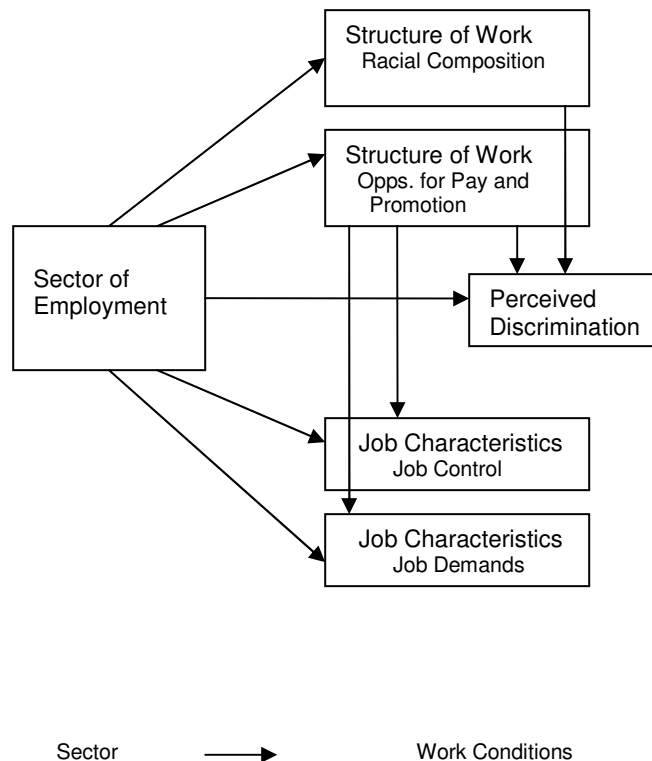 Structure of Work
Racial Composition
Structure of Work
Opps. for Pay and
Promotion
Sector of
Employment
Perceived
Discrimination
Job Characteristics
Job Control
Job Characteristics
Job Demands
Sector
Work Conditions